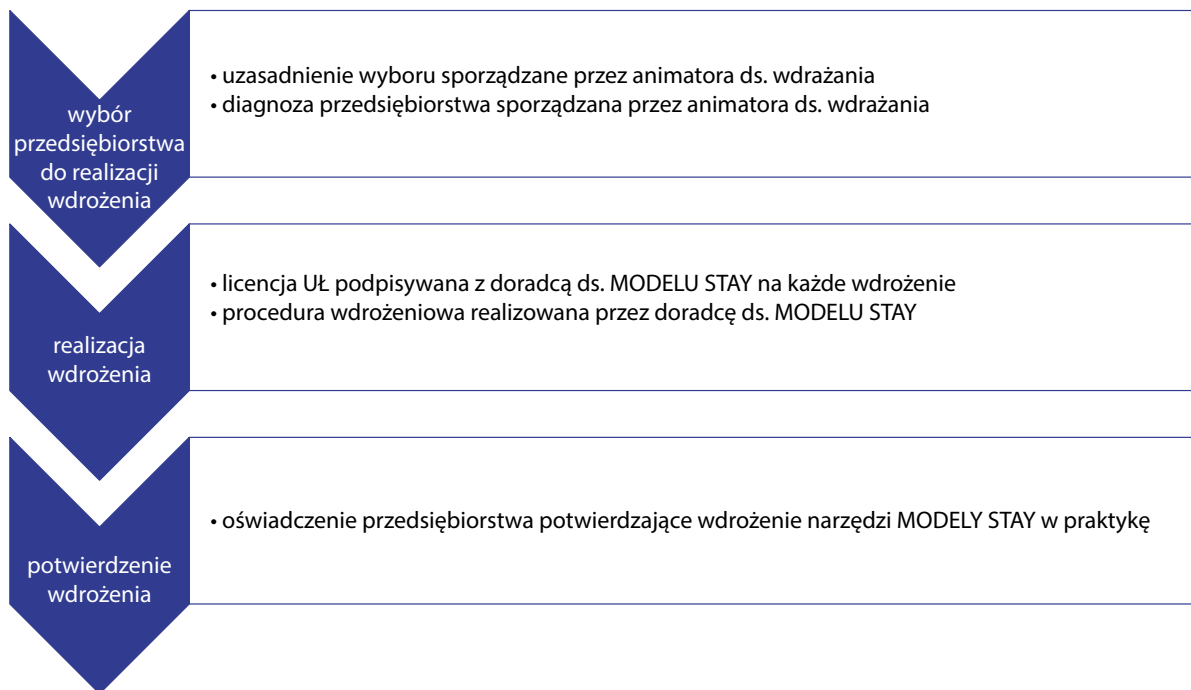 wybór
przedsiębiorstwa
do realizacji
wdrożenia
• uzasadnienie wyboru sporządzane przez animatora ds. wdrażania
• diagnoza przedsiębiorstwa sporządzana przez animatora ds. wdrażania
realizacja
wdrożenia
• licencja UŁ podpisywana z doradcą ds. MODELU STAY na każde wdrożenie
• procedura wdrożeniowa realizowana przez doradcę ds. MODELU STAY
potwierdzenie
wdrożenia
• oświadczenie przedsiębiorstwa potwierdzające wdrożenie narzędzi MODELY STAY w praktykę